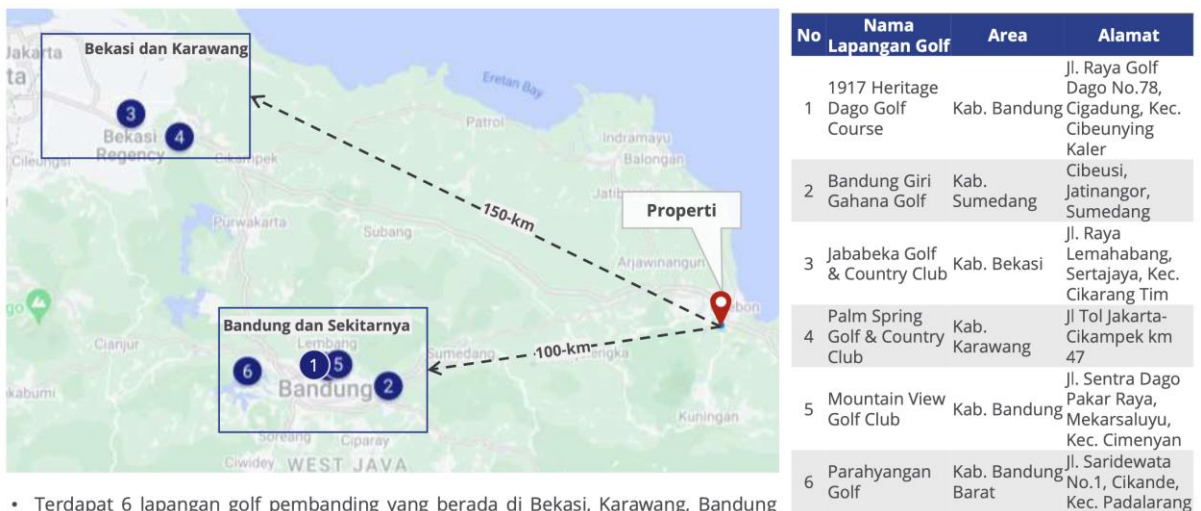 Jakarta
ta
Bekasi dan Karawang
3
4
Bekasi
Regency
Cileungsi
Cikampek
Eretan Bay
Patrol
Indramayu
Balongan
Jatib
150-km
Properti
Purwakarta
Subang
Arjawinangun
ebon
go
Bandung dan Sekitarnya
Cianjur
Lembang
Sumedang
100-km
engka
6
1
5
2
Bandung
kabumi
Kuningan
Soreang
Ciparay
Ciwidey
WEST JAVA
• Terdapat 6 lapangan golf pembanding yang berada di Bekasi, Karawang, Bandung
No Nama Lapangan Golf Area Alamat
1 1917 Heritage Dago Golf Course Kab. Bandung Jl. Raya Golf Dago No.78, Cigadung, Kec. Cibeunying Kaler
2 Bandung Giri Gahana Golf Kab. Sumedang Cibeusi, Jatinangor, Sumedang
3 Jababeka Golf & Country Club Kab. Bekasi Jl. Raya Lemahabang, Sertajaya, Kec. Cikarang Tim
4 Palm Spring Golf & Country Club Kab. Karawang Jl Tol Jakarta-Cikampek km 47
5 Mountain View Golf Club Kab. Bandung Jl. Sentra Dago Pakar Raya, Mekarsaluyu, Kec. Cimenyan
6 Parahyangan Golf Kab. Bandung Barat Jl. Saridewata No.1, Cikande, Kec. Padalarang